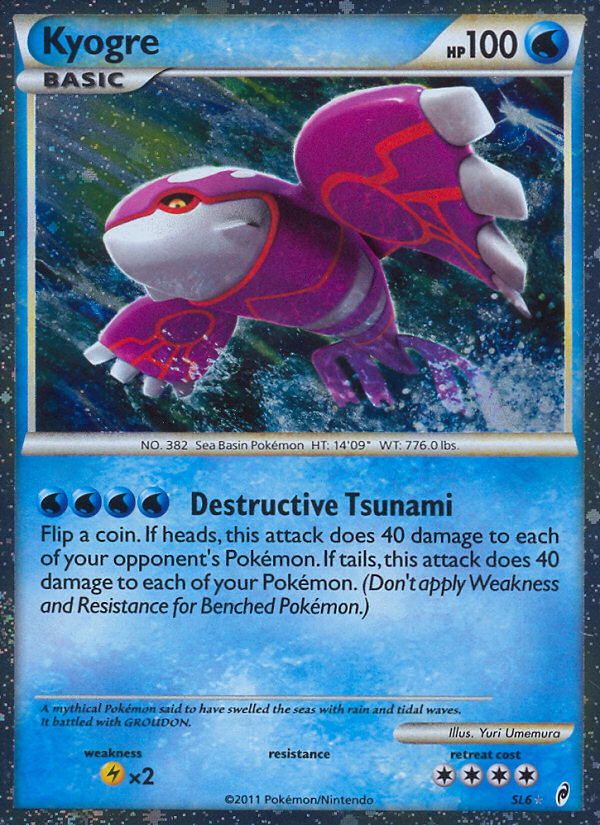 Kyogre
HP100
BASIC
NO. 382 Sea Basin Pokémon HT: 14'09" WT: 776.0 lbs.
Destructive Tsunami
Flip a coin. If heads, this attack does 40 damage to each
of your opponent's Pokémon. If tails, this attack does 40
damage to each of your Pokémon. (Don't apply Weakness
and Resistance for Benched Pokémon.)
A mythical Pokémon said to have swelled the seas with rain and tidal waves.
It battled with GROUDON.
Illus. Yuri Umemura
weakness
resistance
retreat cost
x2
©2011 Pokémon/Nintendo
SL6